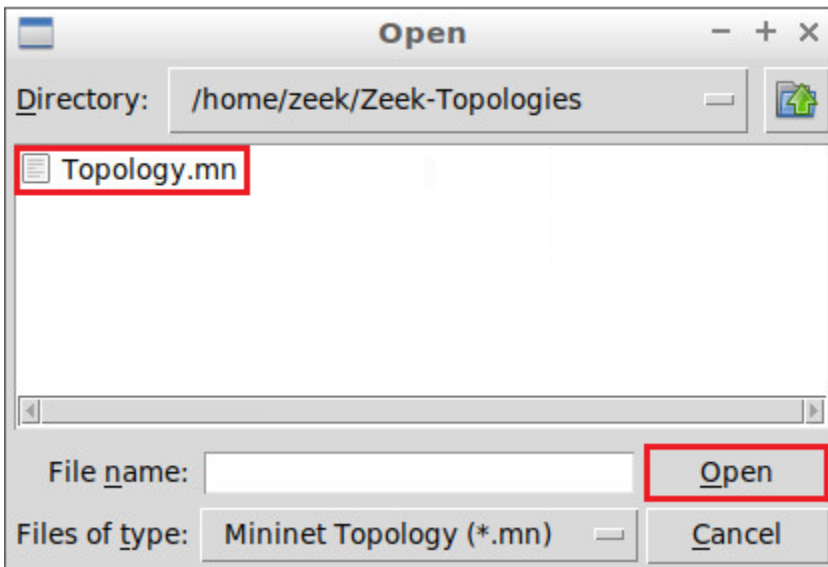 Open
Directory: /home/zeek/Zeek-Topologies
Topology.mn
File name: Open
Files of type: Mininet Topology (*.mn) Cancel